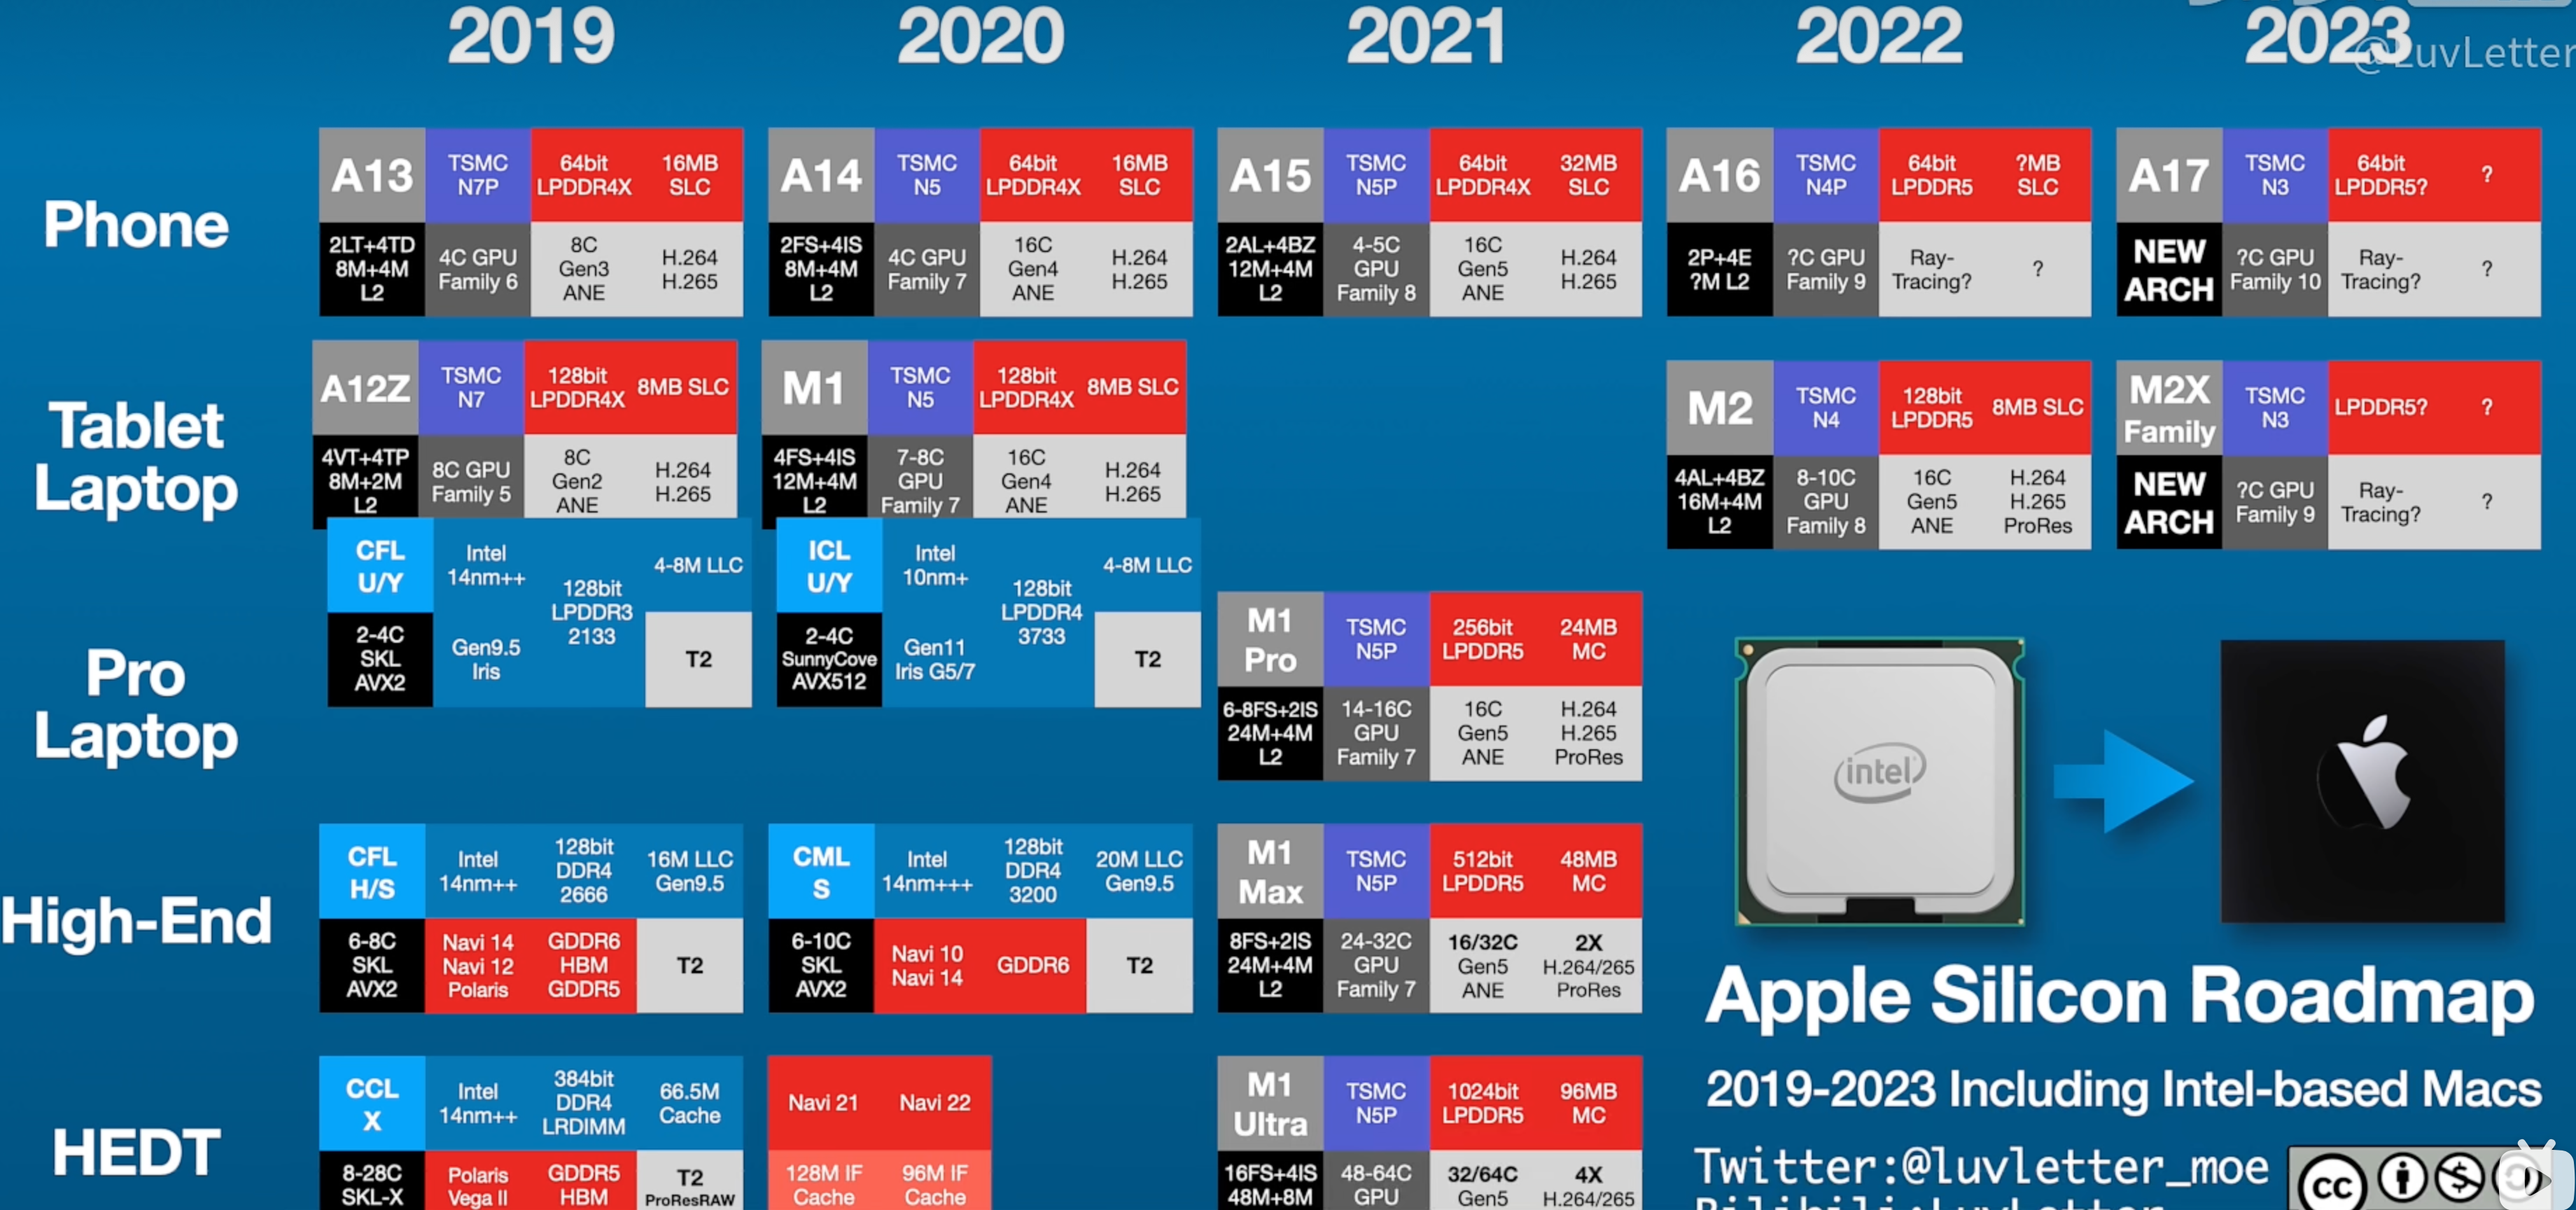 2019
2020
2021
2022
2023
@LuvLetter
Phone
A13
TSMC
N7P
64bit
LPDDR4X
16MB
SLC
2LT+4TD
8M+4M
L2
4C GPU
Family 6
8C
Gen3
ANE
H.264
H.265
A14
TSMC
N5
64bit
LPDDR4X
16MB
SLC
2FS+4IS
8M+4M
L2
4C GPU
Family 7
16C
Gen4
ANE
H.264
H.265
A15
TSMC
N5P
64bit
LPDDR4X
32MB
SLC
2AL+4BZ
12M+4M
L2
4-5C
GPU
Family 8
16C
Gen5
ANE
H.264
H.265
A16
TSMC
N4P
64bit
LPDDR5
?MB
SLC
2P+4E
?M L2
?C GPU
Family 9
Ray-
Tracing?
?
A17
TSMC
N3
64bit
LPDDR5?
?
NEW
ARCH
?C GPU
Family 10
Ray-
Tracing?
?
Tablet
Laptop
A12Z
TSMC
N7
128bit
LPDDR4X
8MB SLC
4VT+4TP
8M+2M
L2
8C GPU
Family 5
8C
Gen2
ANE
H.264
H.265
M1
TSMC
N5
128bit
LPDDR4X
8MB SLC
4FS+4IS
12M+4M
L2
7-8C
GPU
Family 7
16C
Gen4
ANE
H.264
H.265
M2
TSMC
N4
128bit
LPDDR5
8MB SLC
4AL+4BZ
16M+4M
L2
8-10C
GPU
Family 8
16C
Gen5
ANE
H.264
H.265
ProRes
M2X
Family
TSMC
N3
LPDDR5?
?
NEW
ARCH
?C GPU
Family 9
Ray-
Tracing?
?
Pro
Laptop
CFL
U/Y
Intel
14nm++
128bit
LPDDR3
2133
4-8M LLC
2-4C
SKL
AVX2
Gen9.5
Iris
T2
ICL
U/Y
Intel
10nm+
128bit
LPDDR4
3733
4-8M LLC
2-4C
SunnyCove
AVX512
Gen11
Iris G5/7
T2
M1
Pro
TSMC
N5P
256bit
LPDDR5
24MB
MC
6-8FS+2IS
24M+4M
L2
14-16C
GPU
Family 7
16C
Gen5
ANE
H.264
H.265
ProRes
intel
High-End
CFL
H/S
Intel
14nm++
128bit
DDR4
2666
16M LLC
Gen9.5
6-8C
SKL
AVX2
Navi 14
Navi 12
Polaris
GDDR6
HBM
GDDR5
T2
CML
S
Intel
14nm+++
128bit
DDR4
3200
20M LLC
Gen9.5
6-10C
SKL
AVX2
Navi 10
Navi 14
GDDR6
T2
M1
Max
TSMC
N5P
512bit
LPDDR5
48MB
MC
8FS+2IS
24M+4M
L2
24-32C
GPU
Family 7
16/32C
Gen5
ANE
2X
H.264/265
ProRes
Apple Silicon Roadmap
2019-2023 Including Intel-based Macs
HEDT
CCL
X
Intel
14nm++
384bit
DDR4
LRDIMM
66.5M
Cache
8-28C
SKL-X
Polaris
Vega II
GDDR5
HBM
T2
ProResRAW
Navi 21
Navi 22
128M IF
Cache
96M IF
Cache
M1
Ultra
TSMC
N5P
1024bit
LPDDR5
96MB
MC
16FS+4IS
48M+8M
48-64C
GPU
32/64C
Gen5
4X
H.264/265
Twitter:@luvletter_moe
Bilibili:LuvLetter
cc